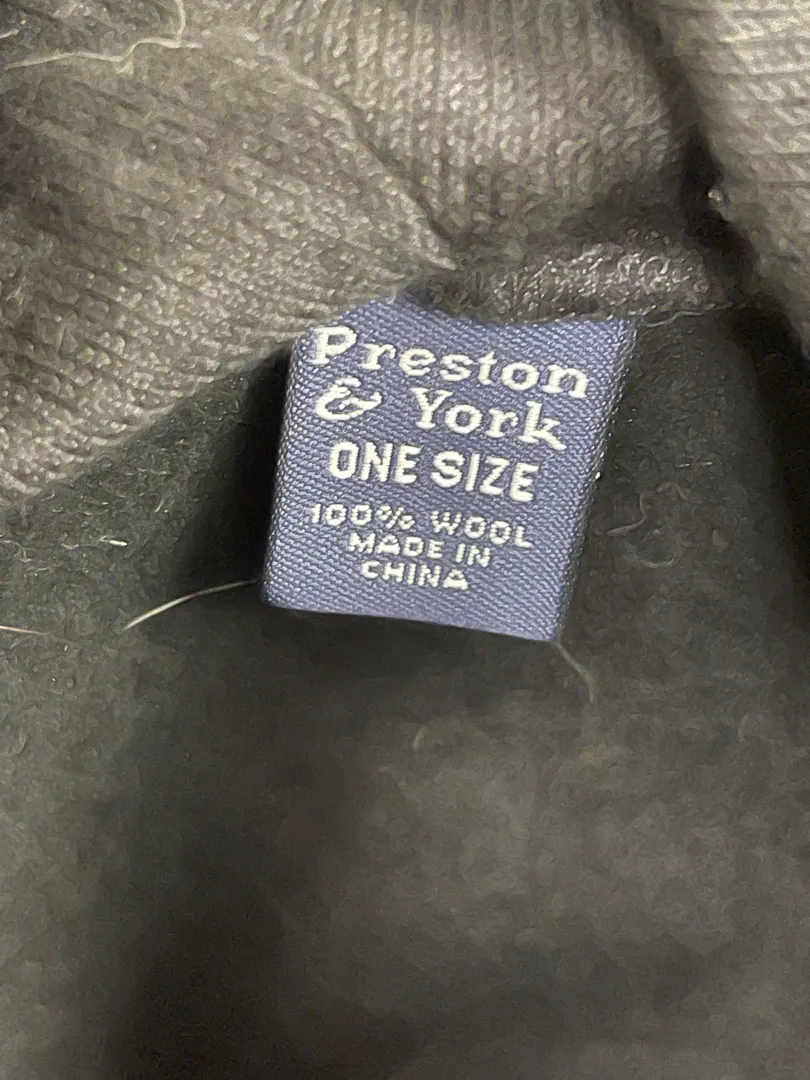 Preston
& York
ONE SIZE
100% WOOL
MADE IN
CHINA